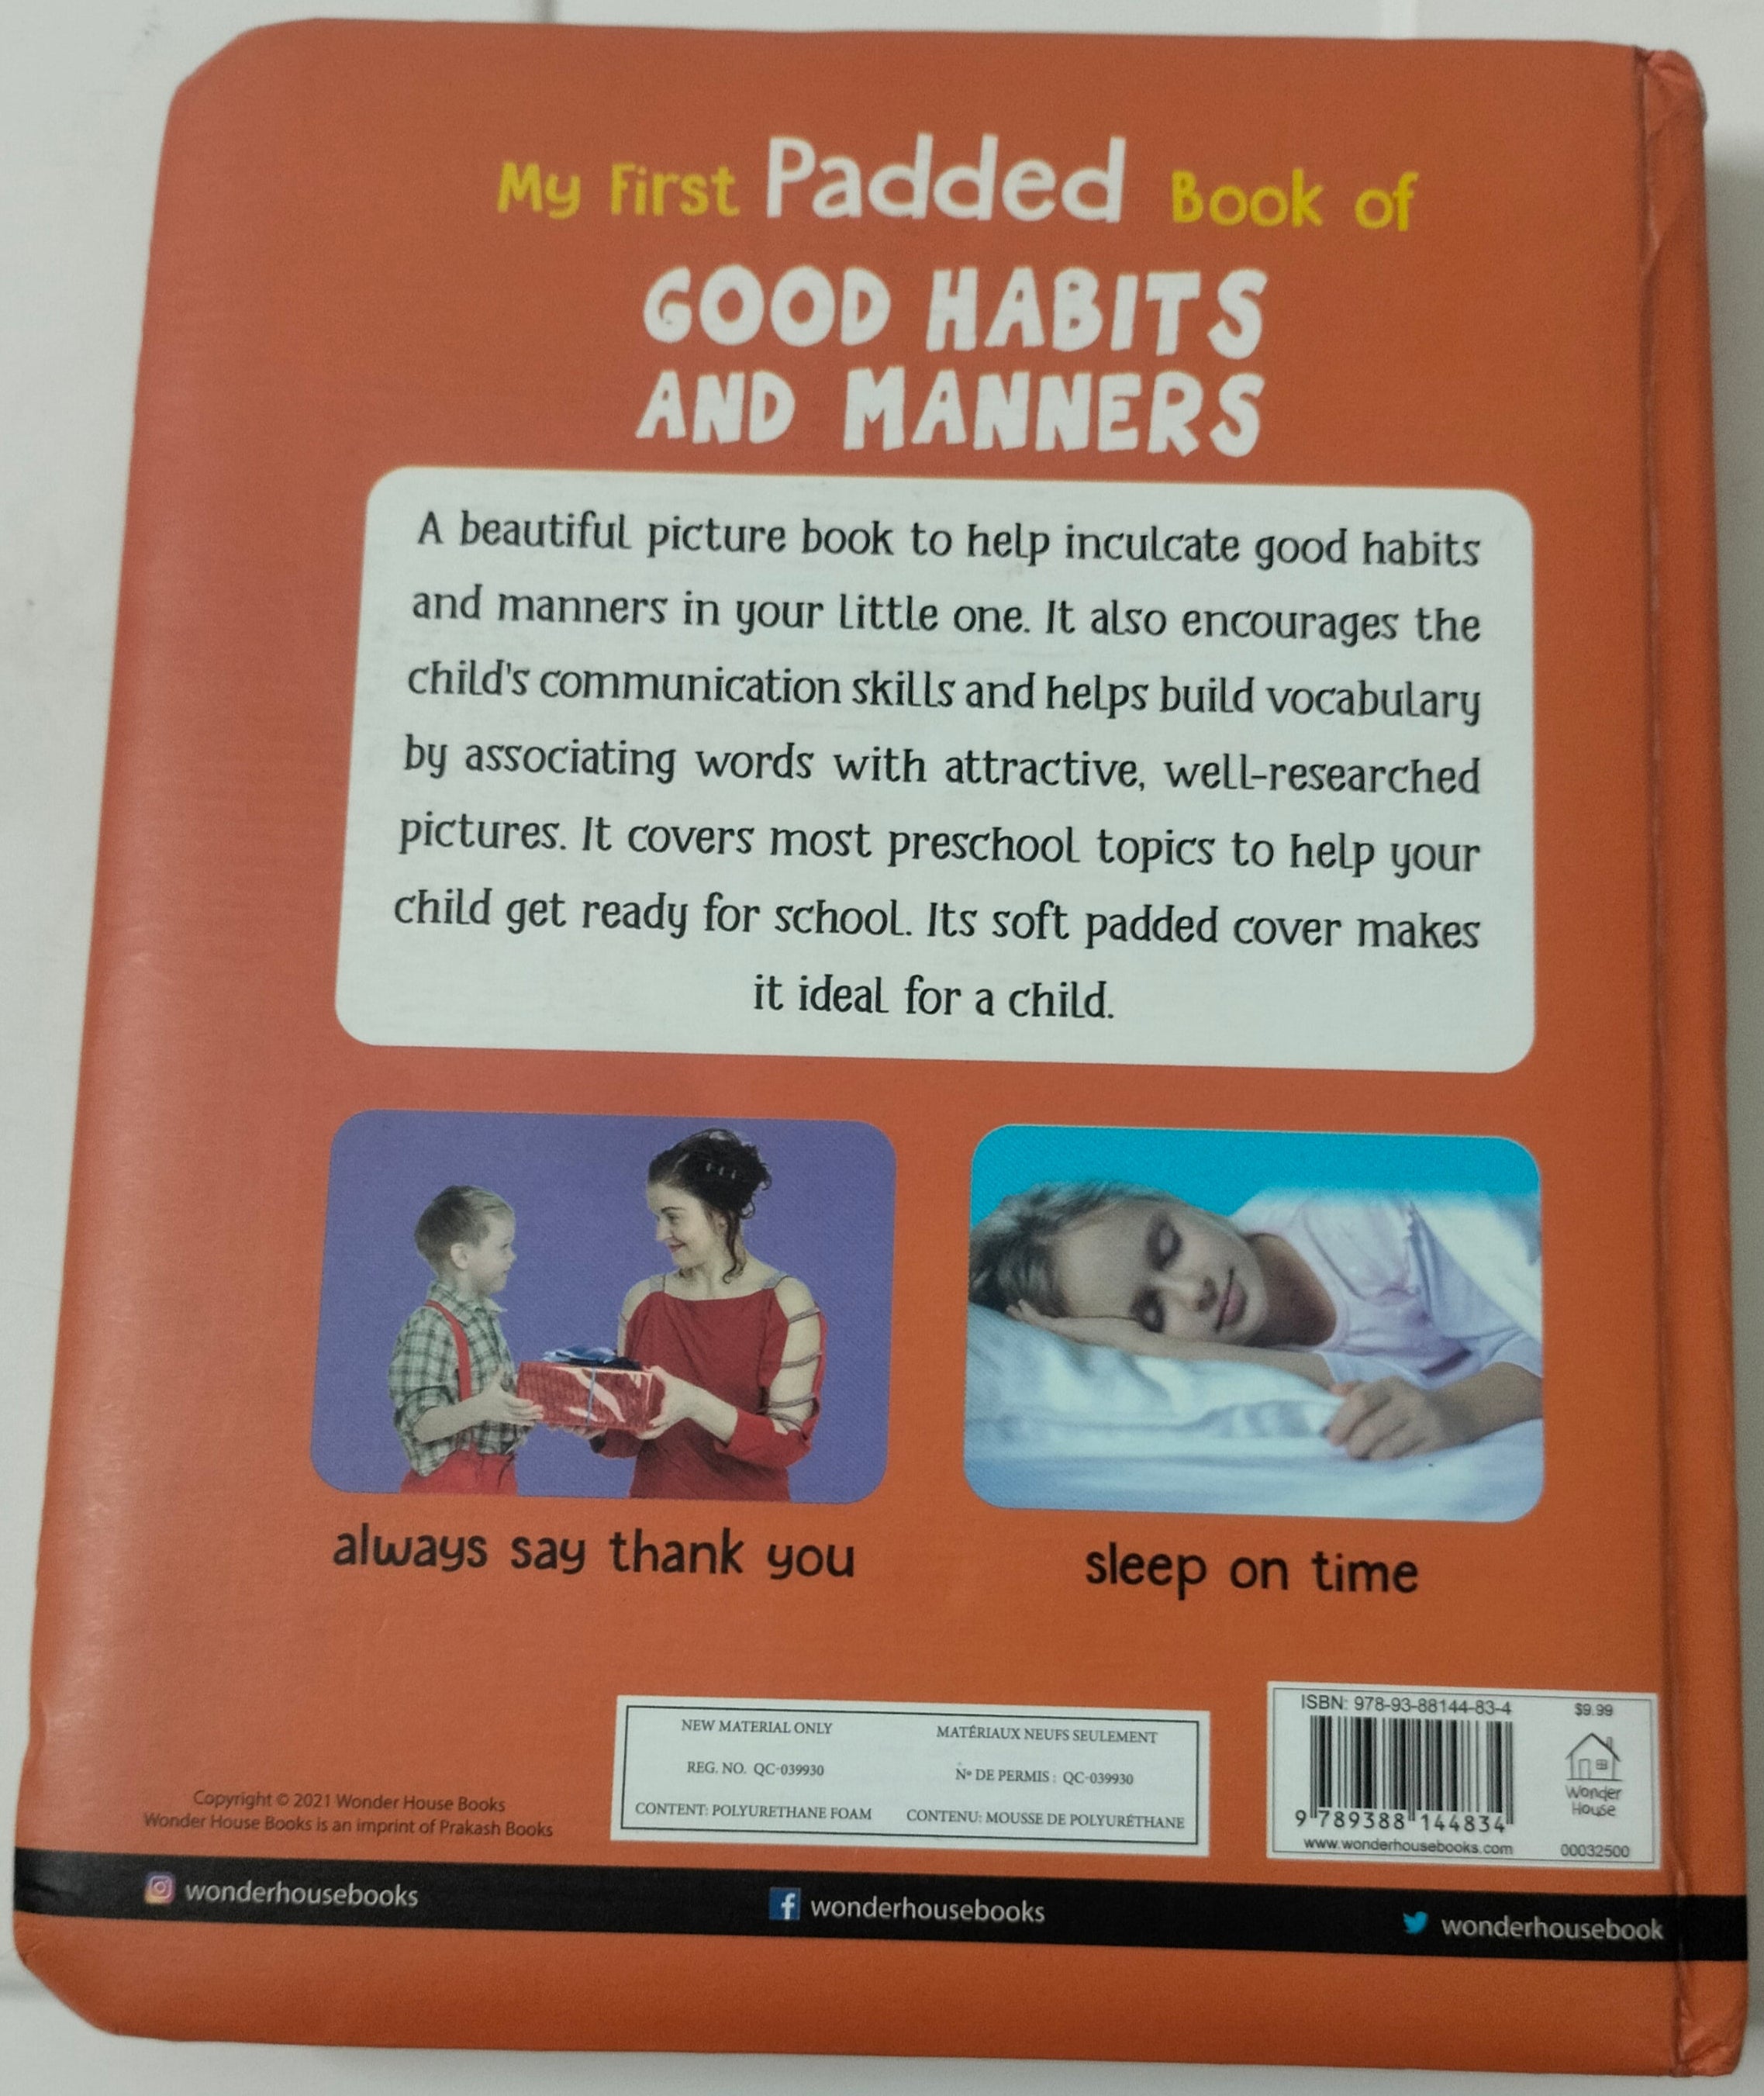 My First Padded Book of
GOOD HABITS
AND MANNERS
A beautiful picture book to help inculcate good habits
and manners in your little one. It also encourages the
child's communication skills and helps build vocabulary
by associating words with attractive, well-researched
pictures. It covers most preschool topics to help your
child get ready for school. Its soft padded cover makes
it ideal for a child.
always say thank you
sleep on time
Copyright © 2021 Wonder House Books
Wonder House Books is an imprint of Prakash Books
NEW MATERIAL ONLY
REG. NO. QC-039930
CONTENT: POLYURETHANE FOAM
MATÉRIAUX NEUFS SEULEMENT
Nº DE PERMIS : QC-039930
CONTENU: MOUSSE DE POLYURÉTHANE
ISBN: 978-93-88144-83-4
9 789388 144834
www.wonderhousebooks.com
$9.99
Wonder
House
00032500
wonderhousebooks
wonderhousebooks
wonderhousebook